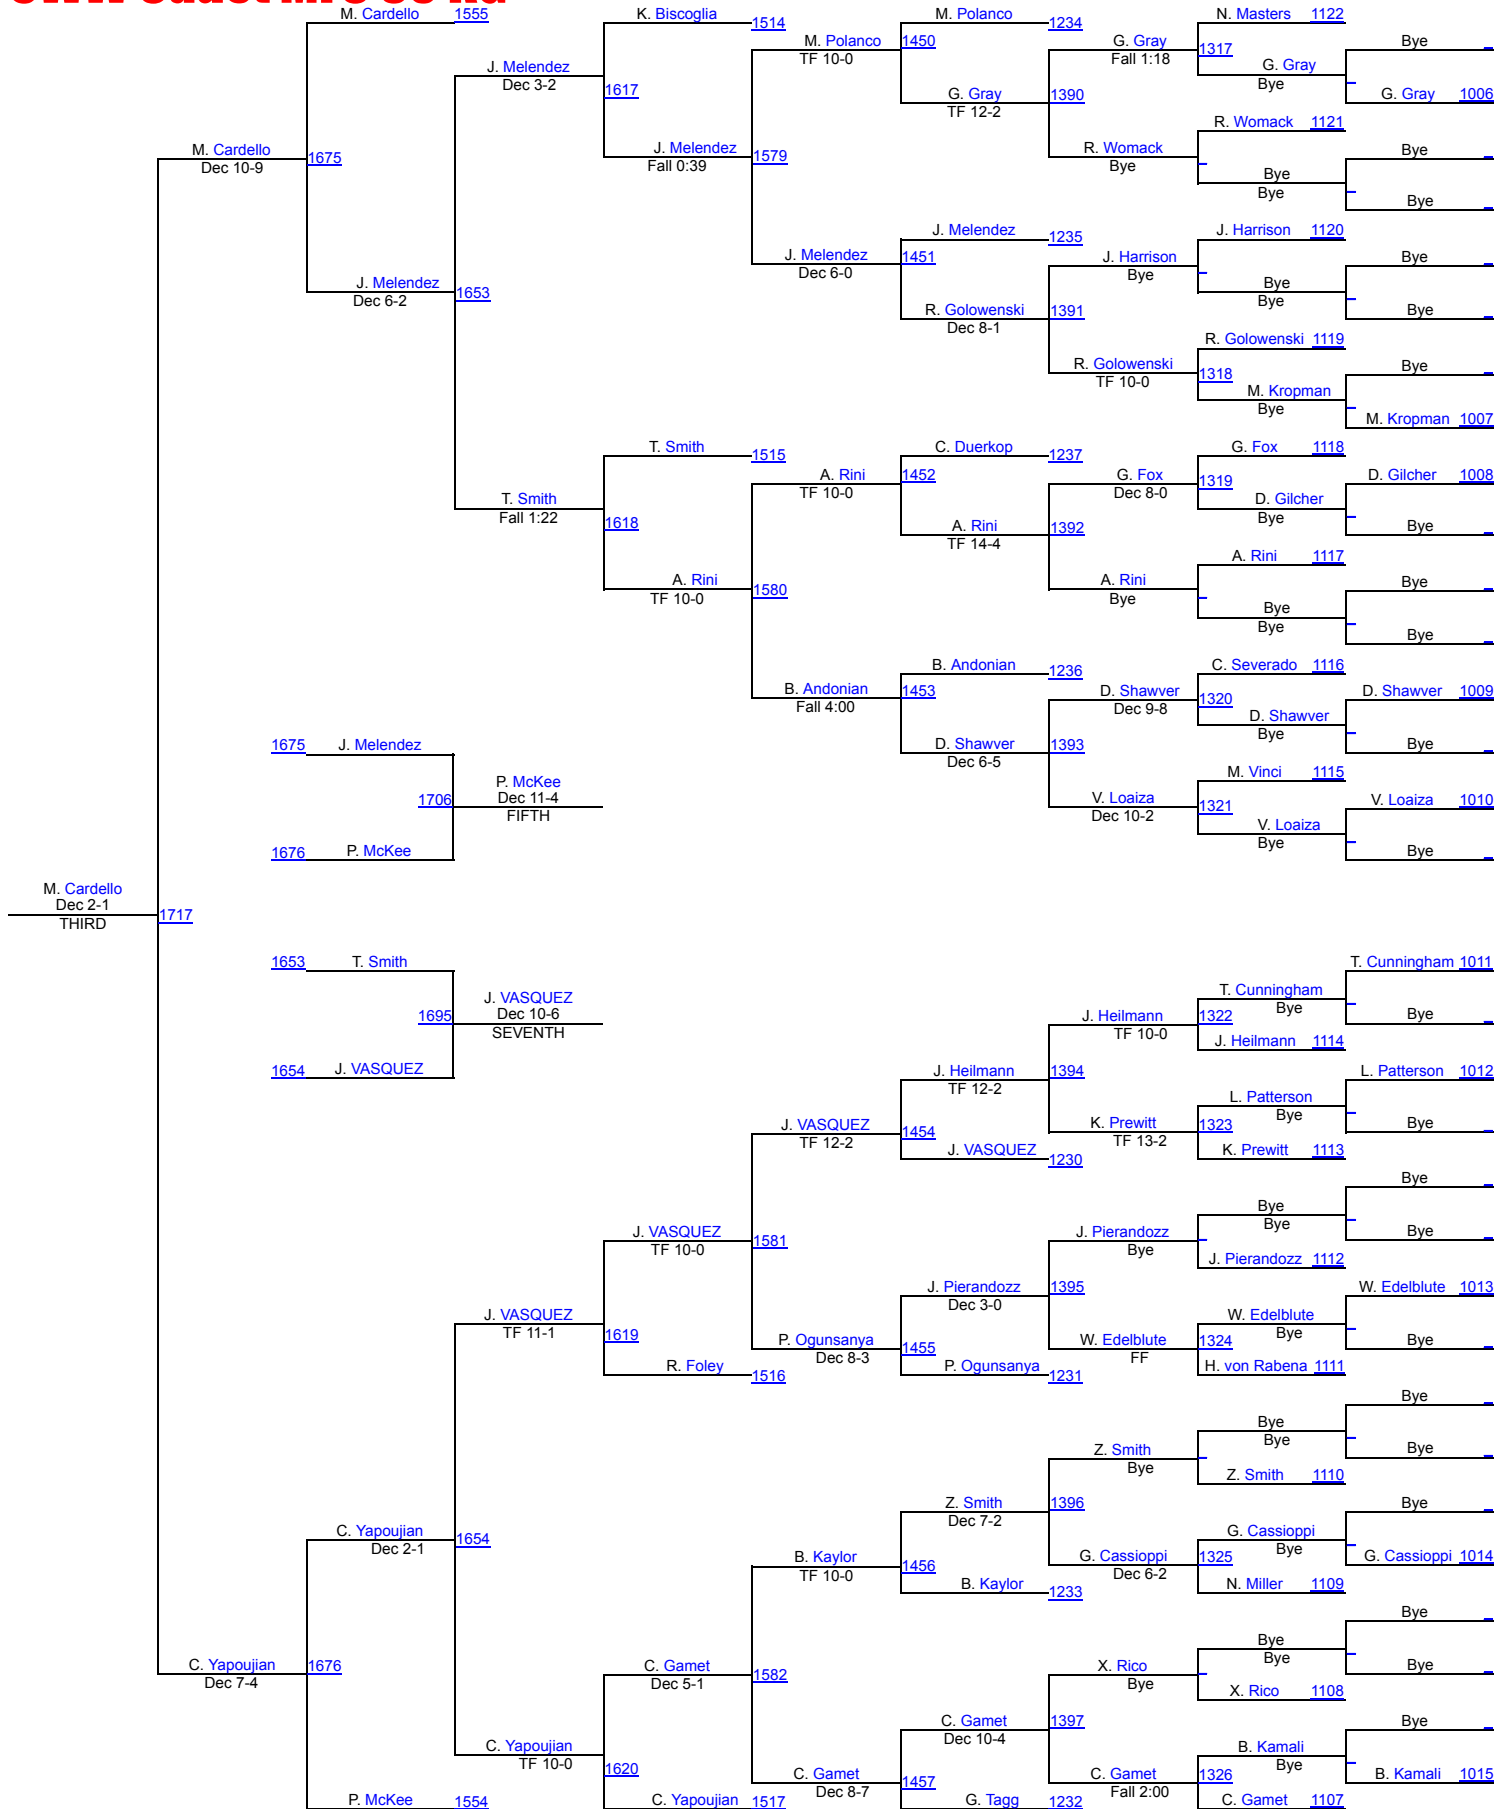 M. Cardello 1555
K. Biscoglia 1514
M. Polanco 1234
N. Masters 1122
M. Polanco 1450
TF 10-0
G. Gray 1317
Fall 1:18
Bye
J. Melendez
Dec 3-2
G. Gray
Bye
1617
G. Gray 1390
TF 12-2
G. Gray 1006
R. Womack 1121
M. Cardello 1675
Dec 10-9
J. Melendez 1579
Fall 0:39
R. Womack
Bye
Bye
Bye
Bye
Bye
J. Melendez 1235
J. Harrison 1120
J. Melendez 1451
Dec 6-0
J. Harrison
Bye
Bye
J. Melendez 1653
Dec 6-2
Bye
Bye
R. Golowenski 1391
Dec 8-1
Bye
R. Golowenski 1119
R. Golowenski 1318
TF 10-0
Bye
M. Kropman
Bye
M. Kropman 1007
T. Smith 1515
C. Duerkop 1237
G. Fox 1118
A. Rini 1452
TF 10-0
G. Fox 1319
Dec 8-0
D. Gilcher 1008
T. Smith
Fall 1:22
D. Gilcher
Bye
1618
A. Rini 1392
TF 14-4
Bye
A. Rini 1117
A. Rini 1580
TF 10-0
A. Rini
Bye
Bye
Bye
Bye
Bye
B. Andonian 1236
C. Severado 1116
B. Andonian 1453
Fall 4:00
D. Shawver 1320
Dec 9-8
D. Shawver 1009
D. Shawver
Bye
1675 J. Melendez
D. Shawver 1393
Dec 6-5
Bye
M. Vinci 1115
P. McKee
1706 Dec 11-4
FIFTH
V. Loaiza 1321
Dec 10-2
V. Loaiza 1010
V. Loaiza
Bye
1676 P. McKee
Bye
M. Cardello
Dec 2-1
THIRD
1717
1653 T. Smith
T. Cunningham 1011
J. VASQUEZ
1695 Dec 10-6
SEVENTH
T. Cunningham
Bye
J. Heilmann 1322
TF 10-0
Bye
J. Heilmann 1114
1654 J. VASQUEZ
J. Heilmann 1394
TF 12-2
L. Patterson 1012
L. Patterson
Bye
J. VASQUEZ 1454
TF 12-2
K. Prewitt 1323
TF 13-2
Bye
J. VASQUEZ 1230
K. Prewitt 1113
Bye
Bye
Bye
J. VASQUEZ 1581
TF 10-0
J. Pierandozz
Bye
Bye
J. Pierandozz 1112
J. Pierandozz 1395
Dec 3-0
W. Edelblute 1013
J. VASQUEZ
TF 11-1
W. Edelblute
Bye
1619
P. Ogunsanya 1455
Dec 8-3
W. Edelblute 1324
FF
Bye
R. Foley 1516
P. Ogunsanya 1231
H. von Rabena 1111
Bye
Bye
Bye
Z. Smith
Bye
Bye
Z. Smith 1110
Z. Smith 1396
Dec 7-2
Bye
C. Yapoujian 1654
Dec 2-1
G. Cassioppi
Bye
B. Kaylor 1456
TF 10-0
G. Cassioppi 1325
Dec 6-2
G. Cassioppi 1014
B. Kaylor 1233
N. Miller 1109
Bye
Bye
Bye
C. Yapoujian 1676
Dec 7-4
C. Gamet 1582
Dec 5-1
X. Rico
Bye
Bye
X. Rico 1108
C. Gamet 1397
Dec 10-4
Bye
C. Yapoujian
TF 10-0
B. Kamali
Bye
1620
C. Gamet 1457
Dec 8-7
C. Gamet 1326
Fall 2:00
B. Kamali 1015
P. McKee 1554
C. Yapoujian 1517
G. Tagg 1232
C. Gamet 1107